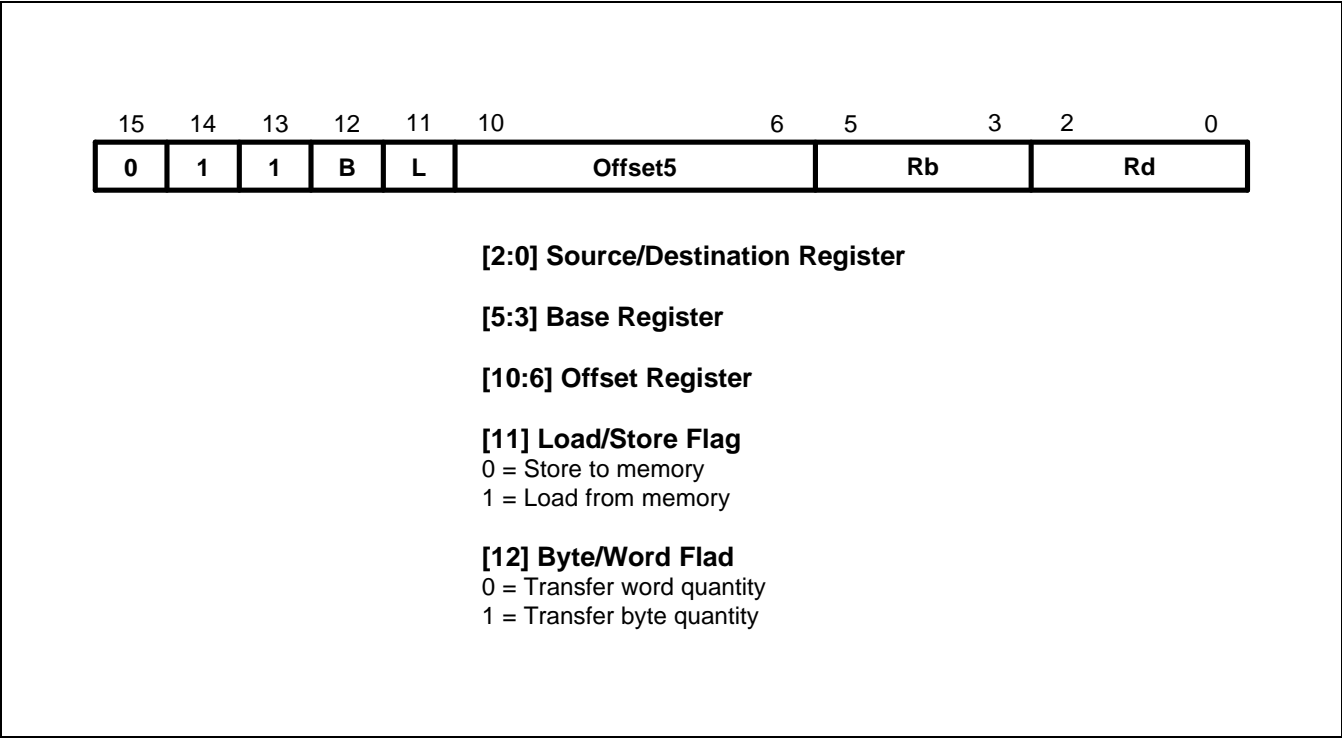 15 14 13 12 11 10 6 5 3 2 0
0 1 1 B L Offset5 Rb Rd
[2:0] Source/Destination Register
[5:3] Base Register
[10:6] Offset Register
[11] Load/Store Flag
0 = Store to memory
1 = Load from memory
[12] Byte/Word Flad
0 = Transfer word quantity
1 = Transfer byte quantity